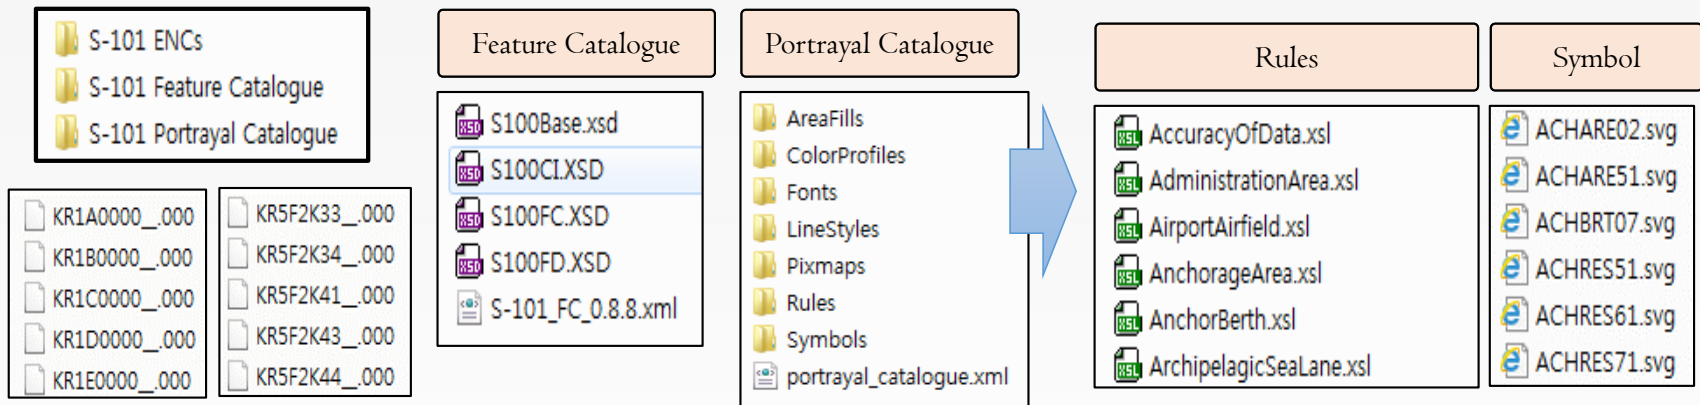 S-101 ENCs
S-101 Feature Catalogue
S-101 Portrayal Catalogue
KR1A0000__.000
KR1B0000__.000
KR1C0000__.000
KR1D0000__.000
KR1E0000__.000
KR5F2K33__.000
KR5F2K34__.000
KR5F2K41__.000
KR5F2K43__.000
KR5F2K44__.000
Feature Catalogue
S100Base.xsd
S100CI.XSD
S100FC.XSD
S100FD.XSD
S-101_FC_0.8.8.xml
Portrayal Catalogue
AreaFills
ColorProfiles
Fonts
LineStyles
Pixmaps
Rules
Symbols
portrayal_catalogue.xml
Rules
AccuracyOfData.xsl
AdministrationArea.xsl
AirportAirfield.xsl
AnchorageArea.xsl
AnchorBerth.xsl
ArchipelagicSeaLane.xsl
Symbol
ACHARE02.svg
ACHARE51.svg
ACHBRT07.svg
ACHRES51.svg
ACHRES61.svg
ACHRES71.svg